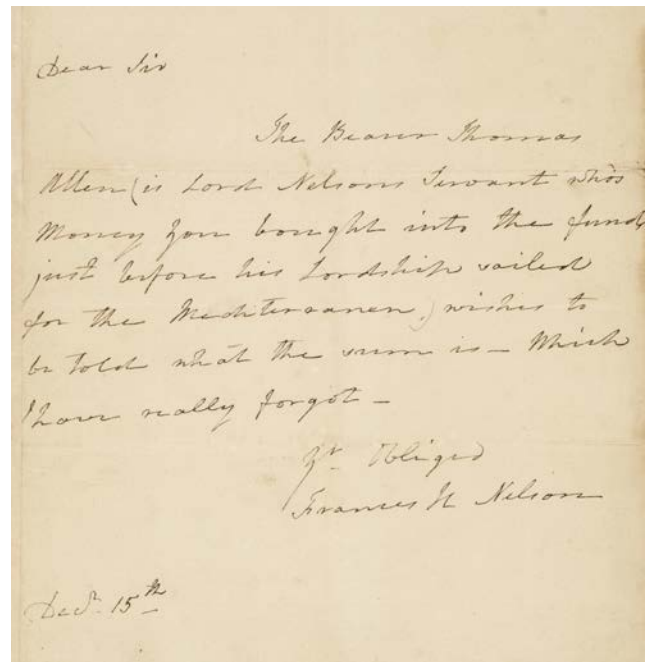 Dear Sir
The Bearer Thomas
Allen (is Lord Nelsons Servant who's
Money you bought into the funds
just before his Lordship sailed
for the Mediterranen,) wishes to
be told what the sum is — Which
I have really forgot —
Yr. Obliged
Frances H Nelson
Decr. 15th